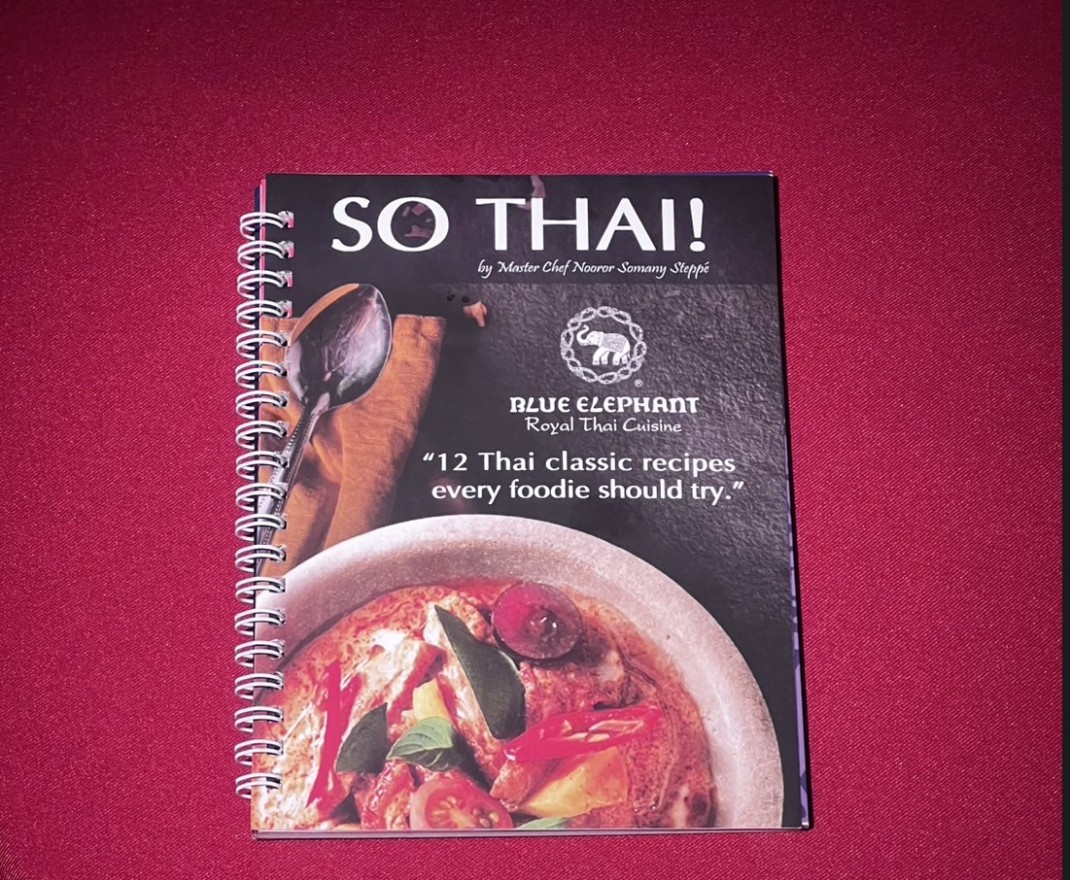 SO THAI!
by Master Chef Nooror Somany Steppé
®
BLUE ELEPHANT
Royal Thai Cuisine
“12 Thai classic recipes
every foodie should try.”